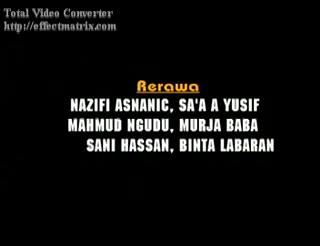 Total Video Converter
http://effectmatrix.com
Rerawa
NAZIFI ASNANIC, SA'A A YUSIF
MAHMUD NGUDU, MURJA BABA
SANI HASSAN, BINTA LABARAN